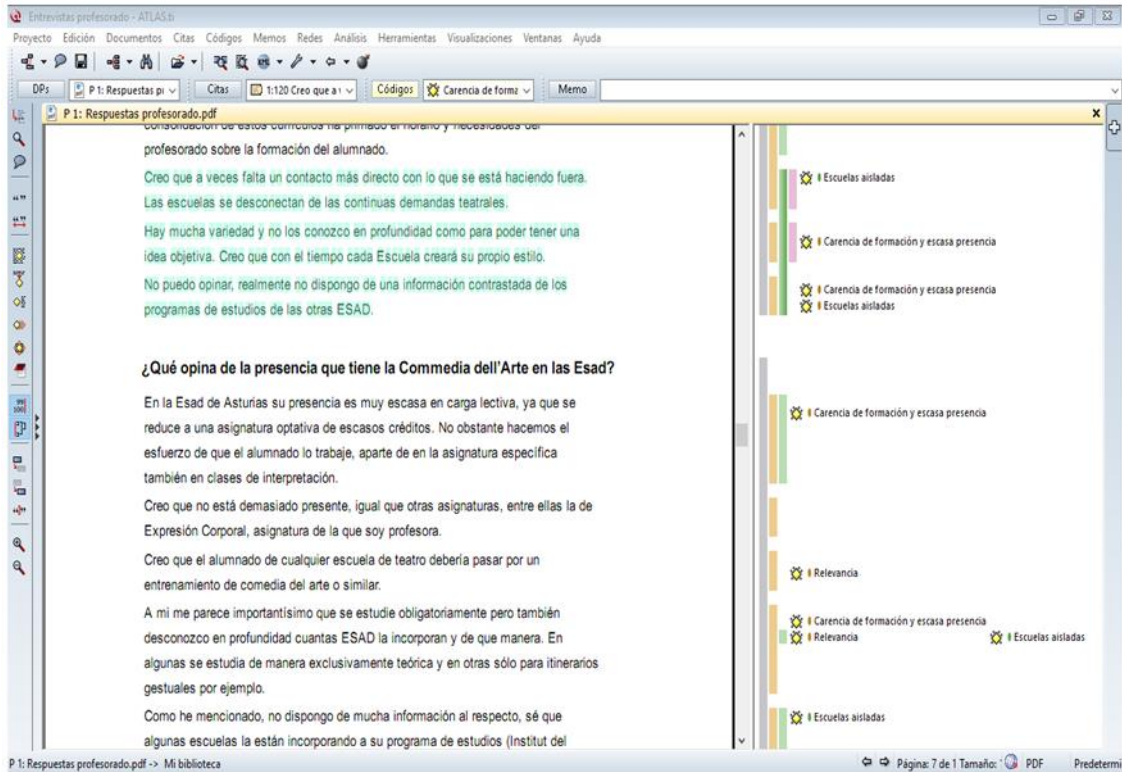 Entrevistas profesorado - ATLAS.ti
Proyecto Edición Documentos Citas Códigos Memos Redes Análisis Herramientas Visualizaciones Ventanas Ayuda
DPs P 1: Respuestas pr Citas 1:120 Creo que a Códigos Carencia de forma Memo
P 1: Respuestas profesorado.pdf
consolidación de estos currículos ha primado el horario y necesidades del
profesorado sobre la formación del alumnado.
Creo que a veces falta un contacto más directo con lo que se está haciendo fuera.
Escuelas aisladas
Las escuelas se desconectan de las continuas demandas teatrales.
Hay mucha variedad y no los conozco en profundidad como para poder tener una
Carencia de formación y escasa presencia
idea objetiva. Creo que con el tiempo cada Escuela creará su propio estilo.
No puedo opinar, realmente no dispongo de una información contrastada de los
Carencia de formación y escasa presencia
programas de estudios de las otras ESAD.
Escuelas aisladas
¿Qué opina de la presencia que tiene la Commedia dell'Arte en las Esad?
En la Esad de Asturias su presencia es muy escasa en carga lectiva, ya que se
Carencia de formación y escasa presencia
reduce a una asignatura optativa de escasos créditos. No obstante hacemos el
esfuerzo de que el alumnado lo trabaje, aparte de en la asignatura específica
también en clases de interpretación.
Creo que no está demasiado presente, igual que otras asignaturas, entre ellas la de
Expresión Corporal, asignatura de la que soy profesora.
Creo que el alumnado de cualquier escuela de teatro debería pasar por un
Relevancia
entrenamiento de comedia del arte o similar.
A mi me parece importantísimo que se estudie obligatoriamente pero también
Carencia de formación y escasa presencia
desconozco en profundidad cuantas ESAD la incorporan y de que manera. En
Relevancia Escuelas aisladas
algunas se estudia de manera exclusivamente teórica y en otras sólo para itinerarios
gestuales por ejemplo.
Como he mencionado, no dispongo de mucha información al respecto, sé que
Escuelas aisladas
algunas escuelas la están incorporando a su programa de estudios (Institut del
P 1: Respuestas profesorado.pdf -> Mi biblioteca Página: 7 de 1 Tamaño: PDF Predetermi